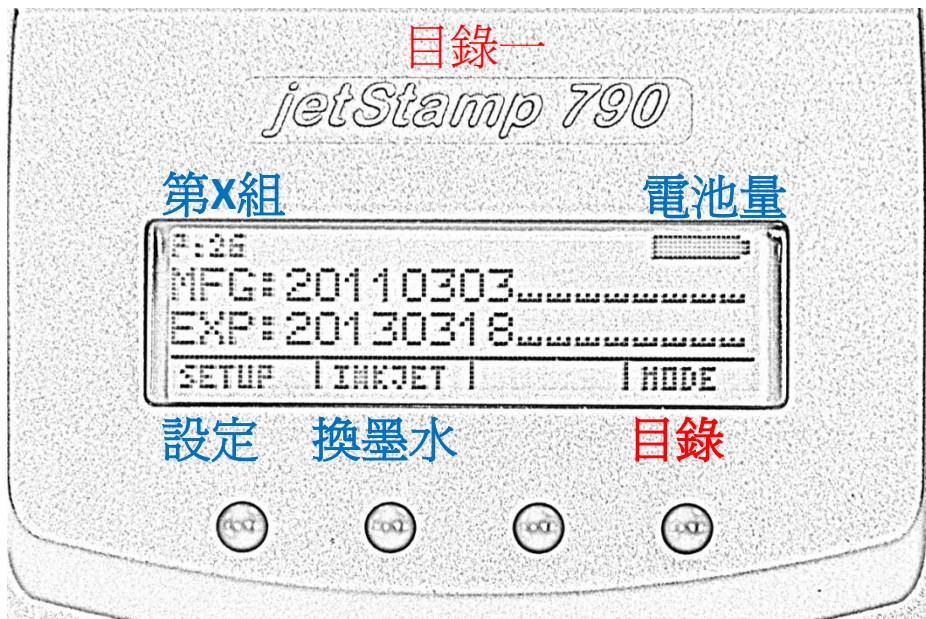 目錄一
jetStamp 790
第X組 電池量
MFG:20110303
EXP:20130318
SETUP INKJET MODE
設定 換墨水 目錄